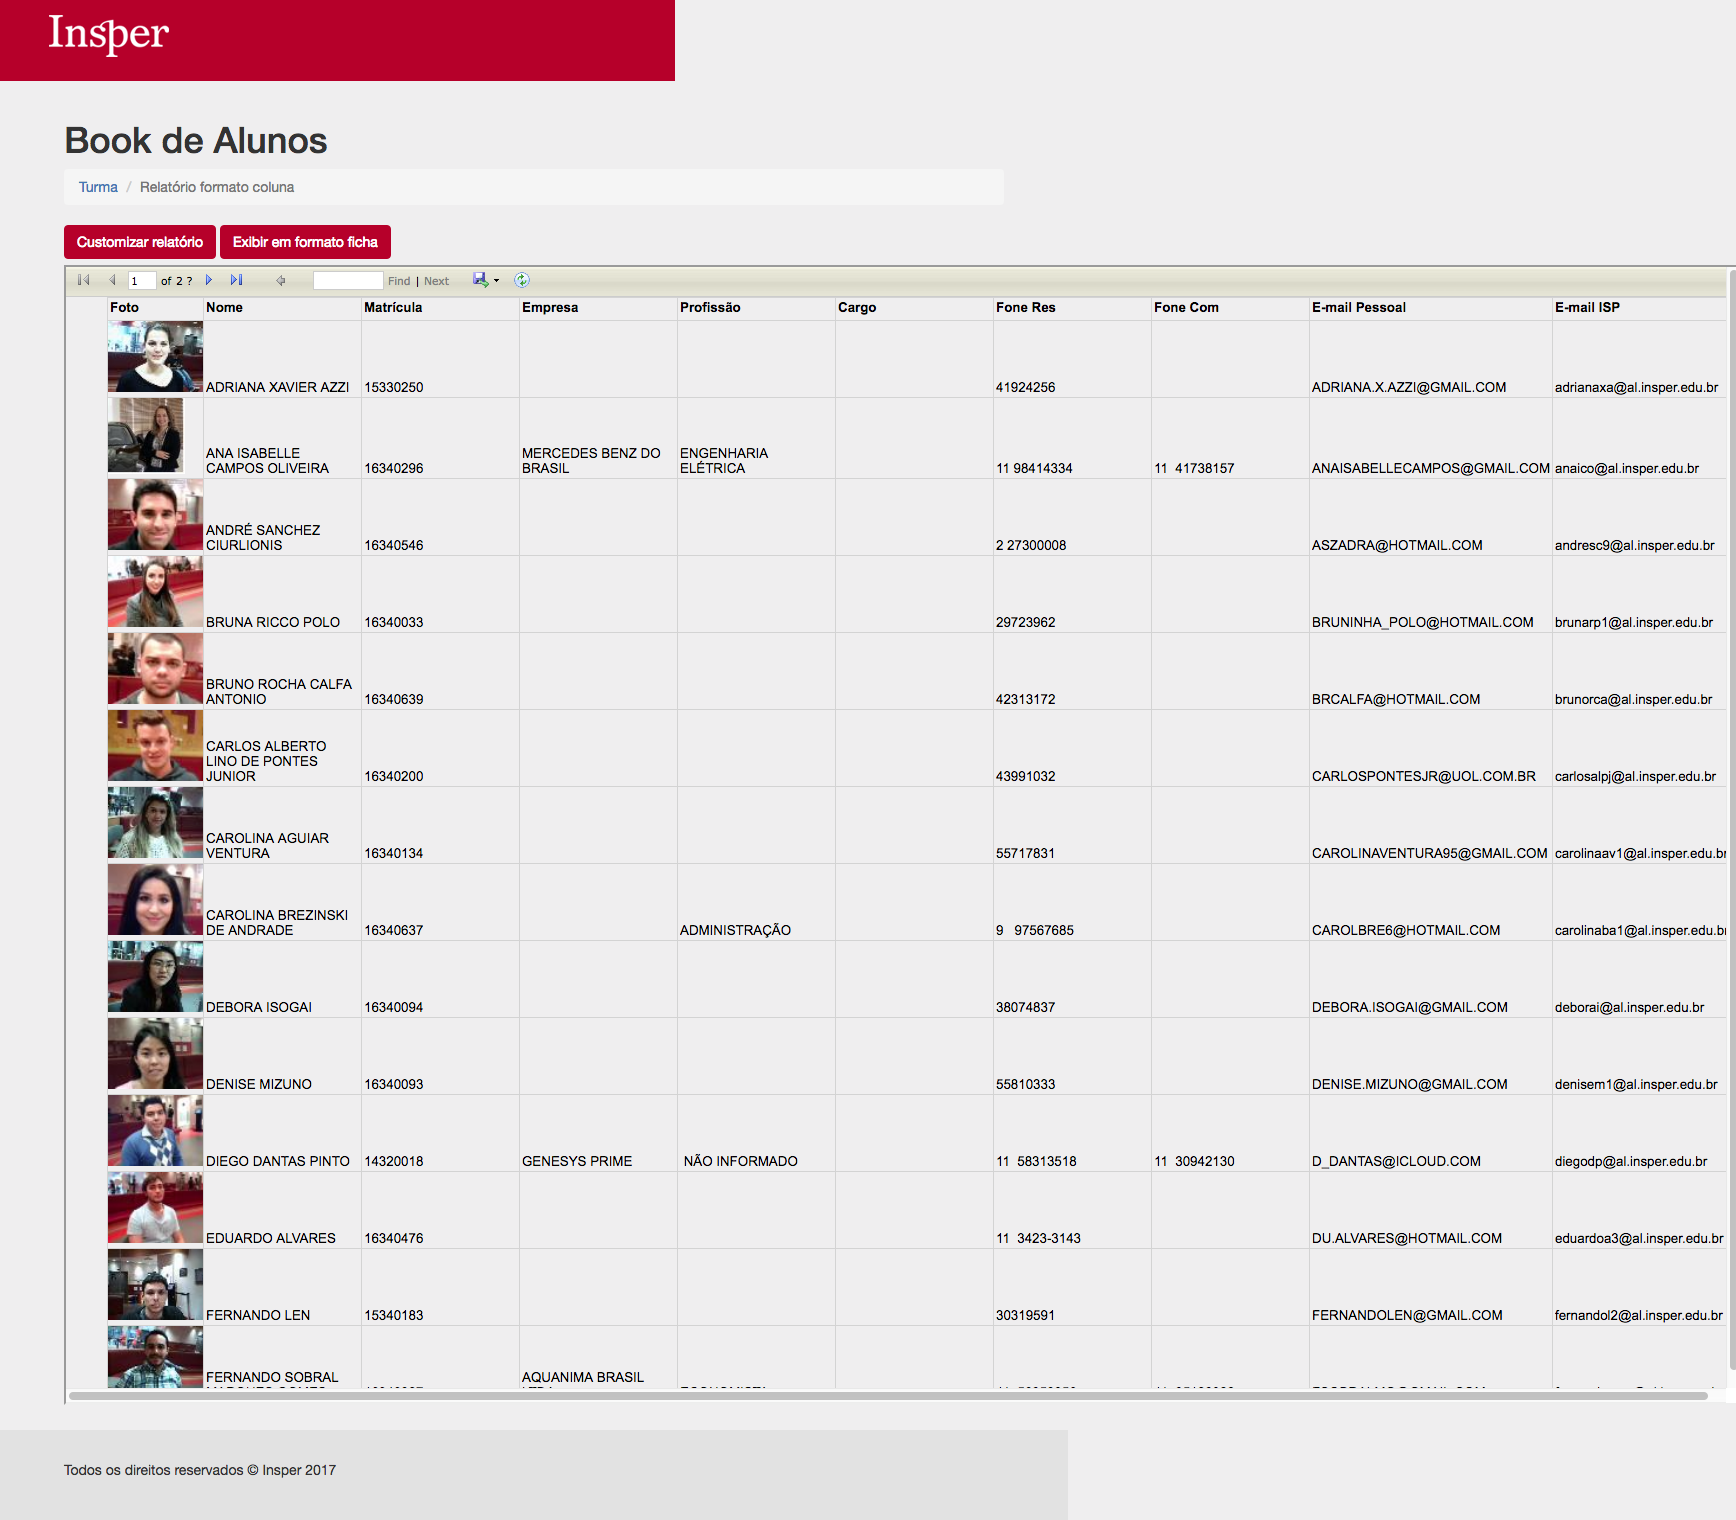 Insper
Book de Alunos
Turma / Relatório formato coluna
Customizar relatório Exibir em formato ficha
1 of 2 ? Find | Next
Foto Nome Matrícula Empresa Profissão Cargo Fone Res Fone Com E-mail Pessoal E-mail ISP
ADRIANA XAVIER AZZI 15330250 41924256 ADRIANA.X.AZZI@GMAIL.COM adrianaxa@al.insper.edu.br
ANA ISABELLE MERCEDES BENZ DO ENGENHARIA
CAMPOS OLIVEIRA 16340296 BRASIL ELÉTRICA 11 98414334 11 41738157 ANAISABELLECAMPOS@GMAIL.COM anaico@al.insper.edu.br
ANDRÉ SANCHEZ
CIURLIONIS 16340546 2 27300008 ASZADRA@HOTMAIL.COM andresc9@al.insper.edu.br
BRUNA RICCO POLO 16340033 29723962 BRUNINHA_POLO@HOTMAIL.COM brunarp1@al.insper.edu.br
BRUNO ROCHA CALFA
ANTONIO 16340639 42313172 BRCALFA@HOTMAIL.COM brunorca@al.insper.edu.br
CARLOS ALBERTO
LINO DE PONTES
JUNIOR 16340200 43991032 CARLOSPONTESJR@UOL.COM.BR carlosalpj@al.insper.edu.br
CAROLINA AGUIAR
VENTURA 16340134 55717831 CAROLINAVENTURA95@GMAIL.COM carolinaav1@al.insper.edu.br
CAROLINA BREZINSKI
DE ANDRADE 16340637 ADMINISTRAÇÃO 9 97567685 CAROLBRE6@HOTMAIL.COM carolinaba1@al.insper.edu.br
DEBORA ISOGAI 16340094 38074837 DEBORA.ISOGAI@GMAIL.COM deborai@al.insper.edu.br
DENISE MIZUNO 16340093 55810333 DENISE.MIZUNO@GMAIL.COM denisem1@al.insper.edu.br
DIEGO DANTAS PINTO 14320018 GENESYS PRIME NÃO INFORMADO 11 58313518 11 30942130 D_DANTAS@ICLOUD.COM diegodp@al.insper.edu.br
EDUARDO ALVARES 16340476 11 3423-3143 DU.ALVARES@HOTMAIL.COM eduardoa3@al.insper.edu.br
FERNANDO LEN 15340183 30319591 FERNANDOLEN@GMAIL.COM fernandol2@al.insper.edu.br
FERNANDO SOBRAL AQUANIMA BRASIL
Todos os direitos reservados © Insper 2017